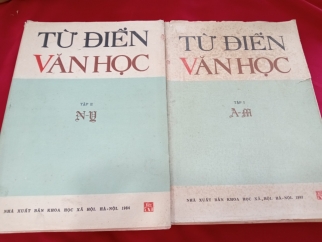 TỪ ĐIỂN
VĂN HỌC
TẬP II
N-Y
NHÀ XUẤT BẢN KHOA HỌC XÃ HỘI, HÀ-NỘI, 1984
TỪ ĐIỂN
VĂN HỌC
TẬP I
A-M
NHÀ XUẤT BẢN KHOA HỌC XÃ HỘI, HÀ-NỘI,